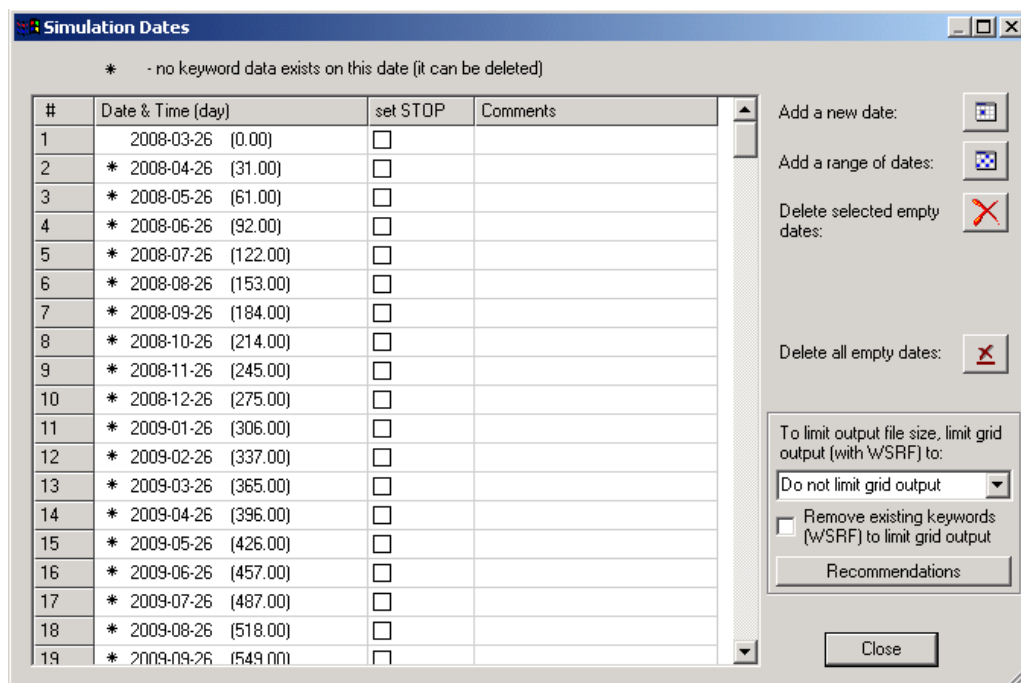 Simulation Dates
* - no keyword data exists on this date (it can be deleted)
# Date & Time (day) set STOP Comments
1 2008-03-26 (0.00)
2 * 2008-04-26 (31.00)
3 * 2008-05-26 (61.00)
4 * 2008-06-26 (92.00)
5 * 2008-07-26 (122.00)
6 * 2008-08-26 (153.00)
7 * 2008-09-26 (184.00)
8 * 2008-10-26 (214.00)
9 * 2008-11-26 (245.00)
10 * 2008-12-26 (275.00)
11 * 2009-01-26 (306.00)
12 * 2009-02-26 (337.00)
13 * 2009-03-26 (365.00)
14 * 2009-04-26 (396.00)
15 * 2009-05-26 (426.00)
16 * 2009-06-26 (457.00)
17 * 2009-07-26 (487.00)
18 * 2009-08-26 (518.00)
19 * 2009-09-26 (549.00)
Add a new date:
Add a range of dates:
Delete selected empty
dates:
Delete all empty dates:
To limit output file size, limit grid
output (with WSRF) to:
Do not limit grid output
Remove existing keywords
(WSRF) to limit grid output
Recommendations
Close